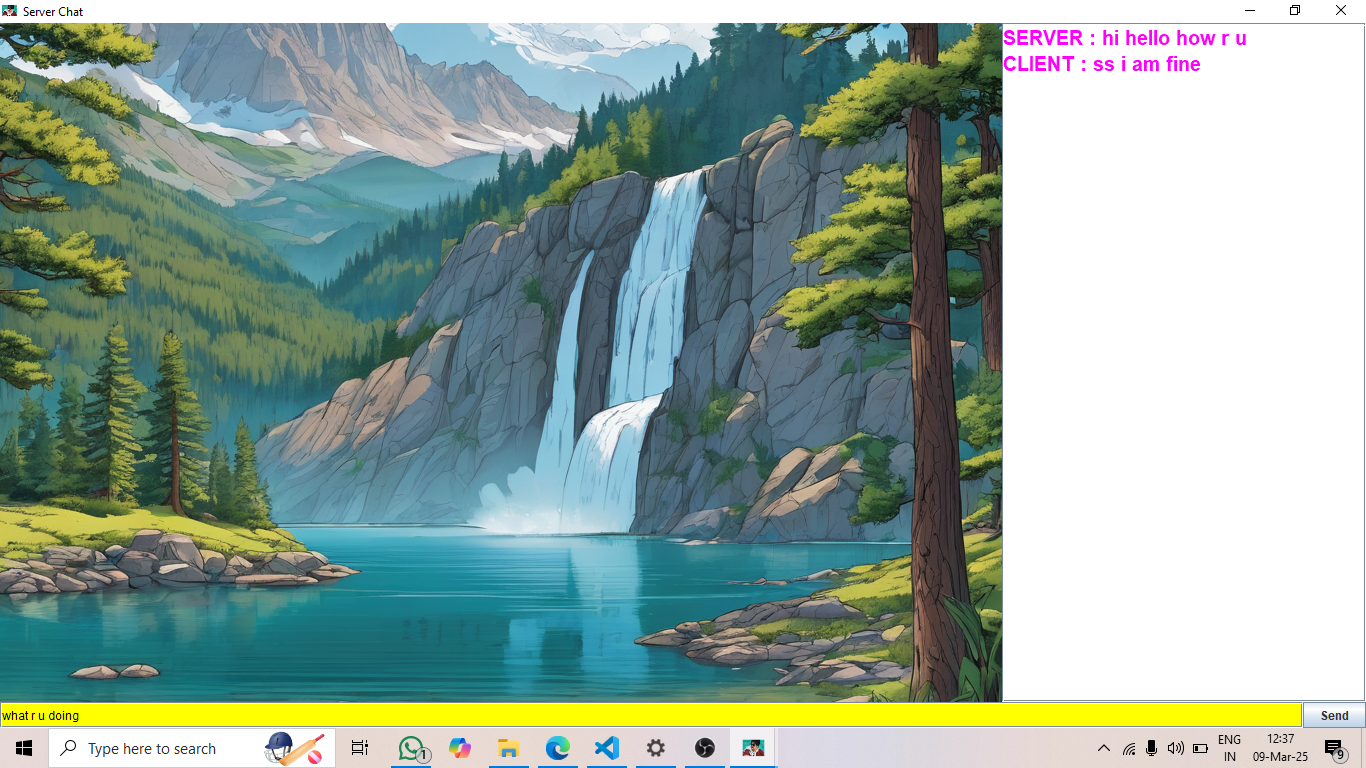 Server Chat
SERVER : hi hello how r u
CLIENT : ss i am fine
what r u doing
Send
Type here to search
1
ENG
IN
12:37
09-Mar-25
9